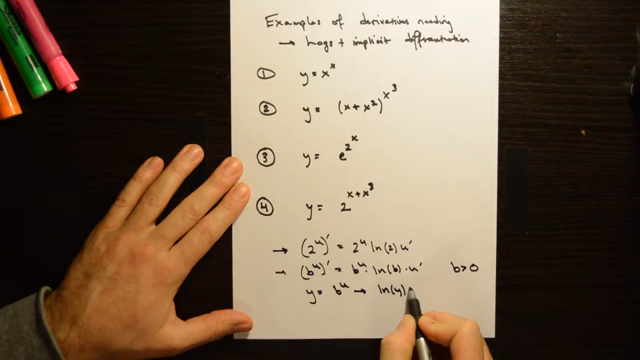 Examples of derivatives needing
→ Logs + implicit differentiation
① y = x^x
② y = (x + x²)^x³
③ y = e^2^x
④ y = 2^x+x³
→ (2^u)' = 2^u ln(2) u'
→ (b^u)' = b^u · ln(b) · u' b>0
y = b^u → ln(y)